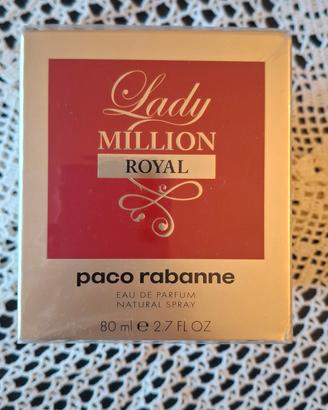 Lady
MILLION
ROYAL
paco rabanne
EAU DE PARFUM
NATURAL SPRAY
80 ml ℮ 2.7 FL OZ